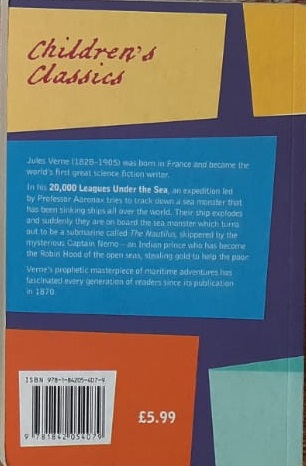 Children's
Classics
Jules Verne (1828–1905) was born in France and became the
world's first great science fiction writer.
In his 20,000 Leagues Under the Sea, an expedition led
by Professor Aaronax tries to track down a sea monster that
has been sinking ships all over the world. Their ship explodes
and suddenly they are on board the sea monster which turns
out to be a submarine called The Nautilus, skippered by the
mysterious Captain Nemo – an Indian prince who has become
the Robin Hood of the open seas, stealing gold to help the poor.
Verne's prophetic masterpiece of maritime adventures has
fascinated every generation of readers since its publication
in 1870.
ISBN 978-1-84205-407-9
9 781842 054079
£5.99